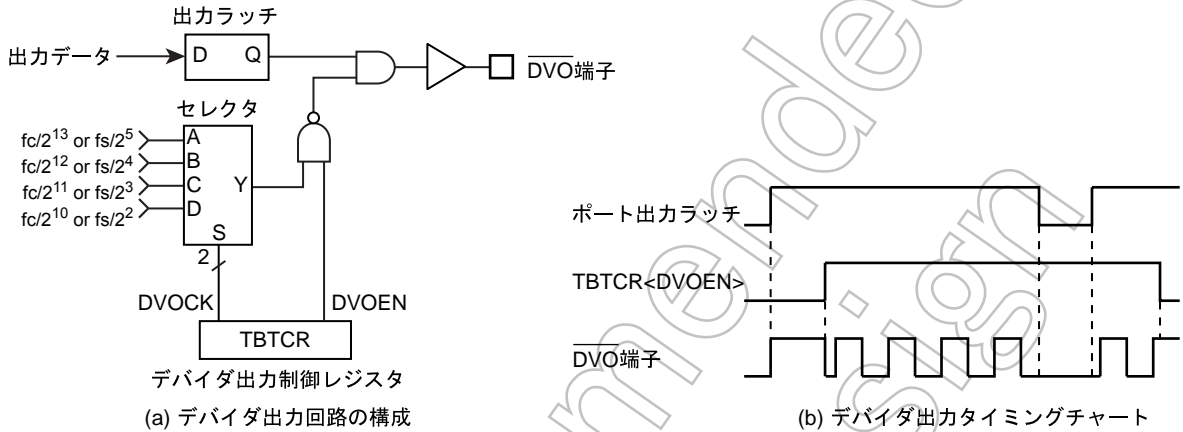 出力ラッチ
出力データ
D Q
DVO端子
セレクタ
fc/2^13 or fs/2^5
A
fc/2^12 or fs/2^4
B
fc/2^11 or fs/2^3
C
Y
fc/2^10 or fs/2^2
D
S
2
DVOCK
DVOEN
TBTCR
デバイダ出力制御レジスタ
(a) デバイダ出力回路の構成
ポート出力ラッチ
TBTCR<DVOEN>
DVO端子
(b) デバイダ出力タイミングチャート